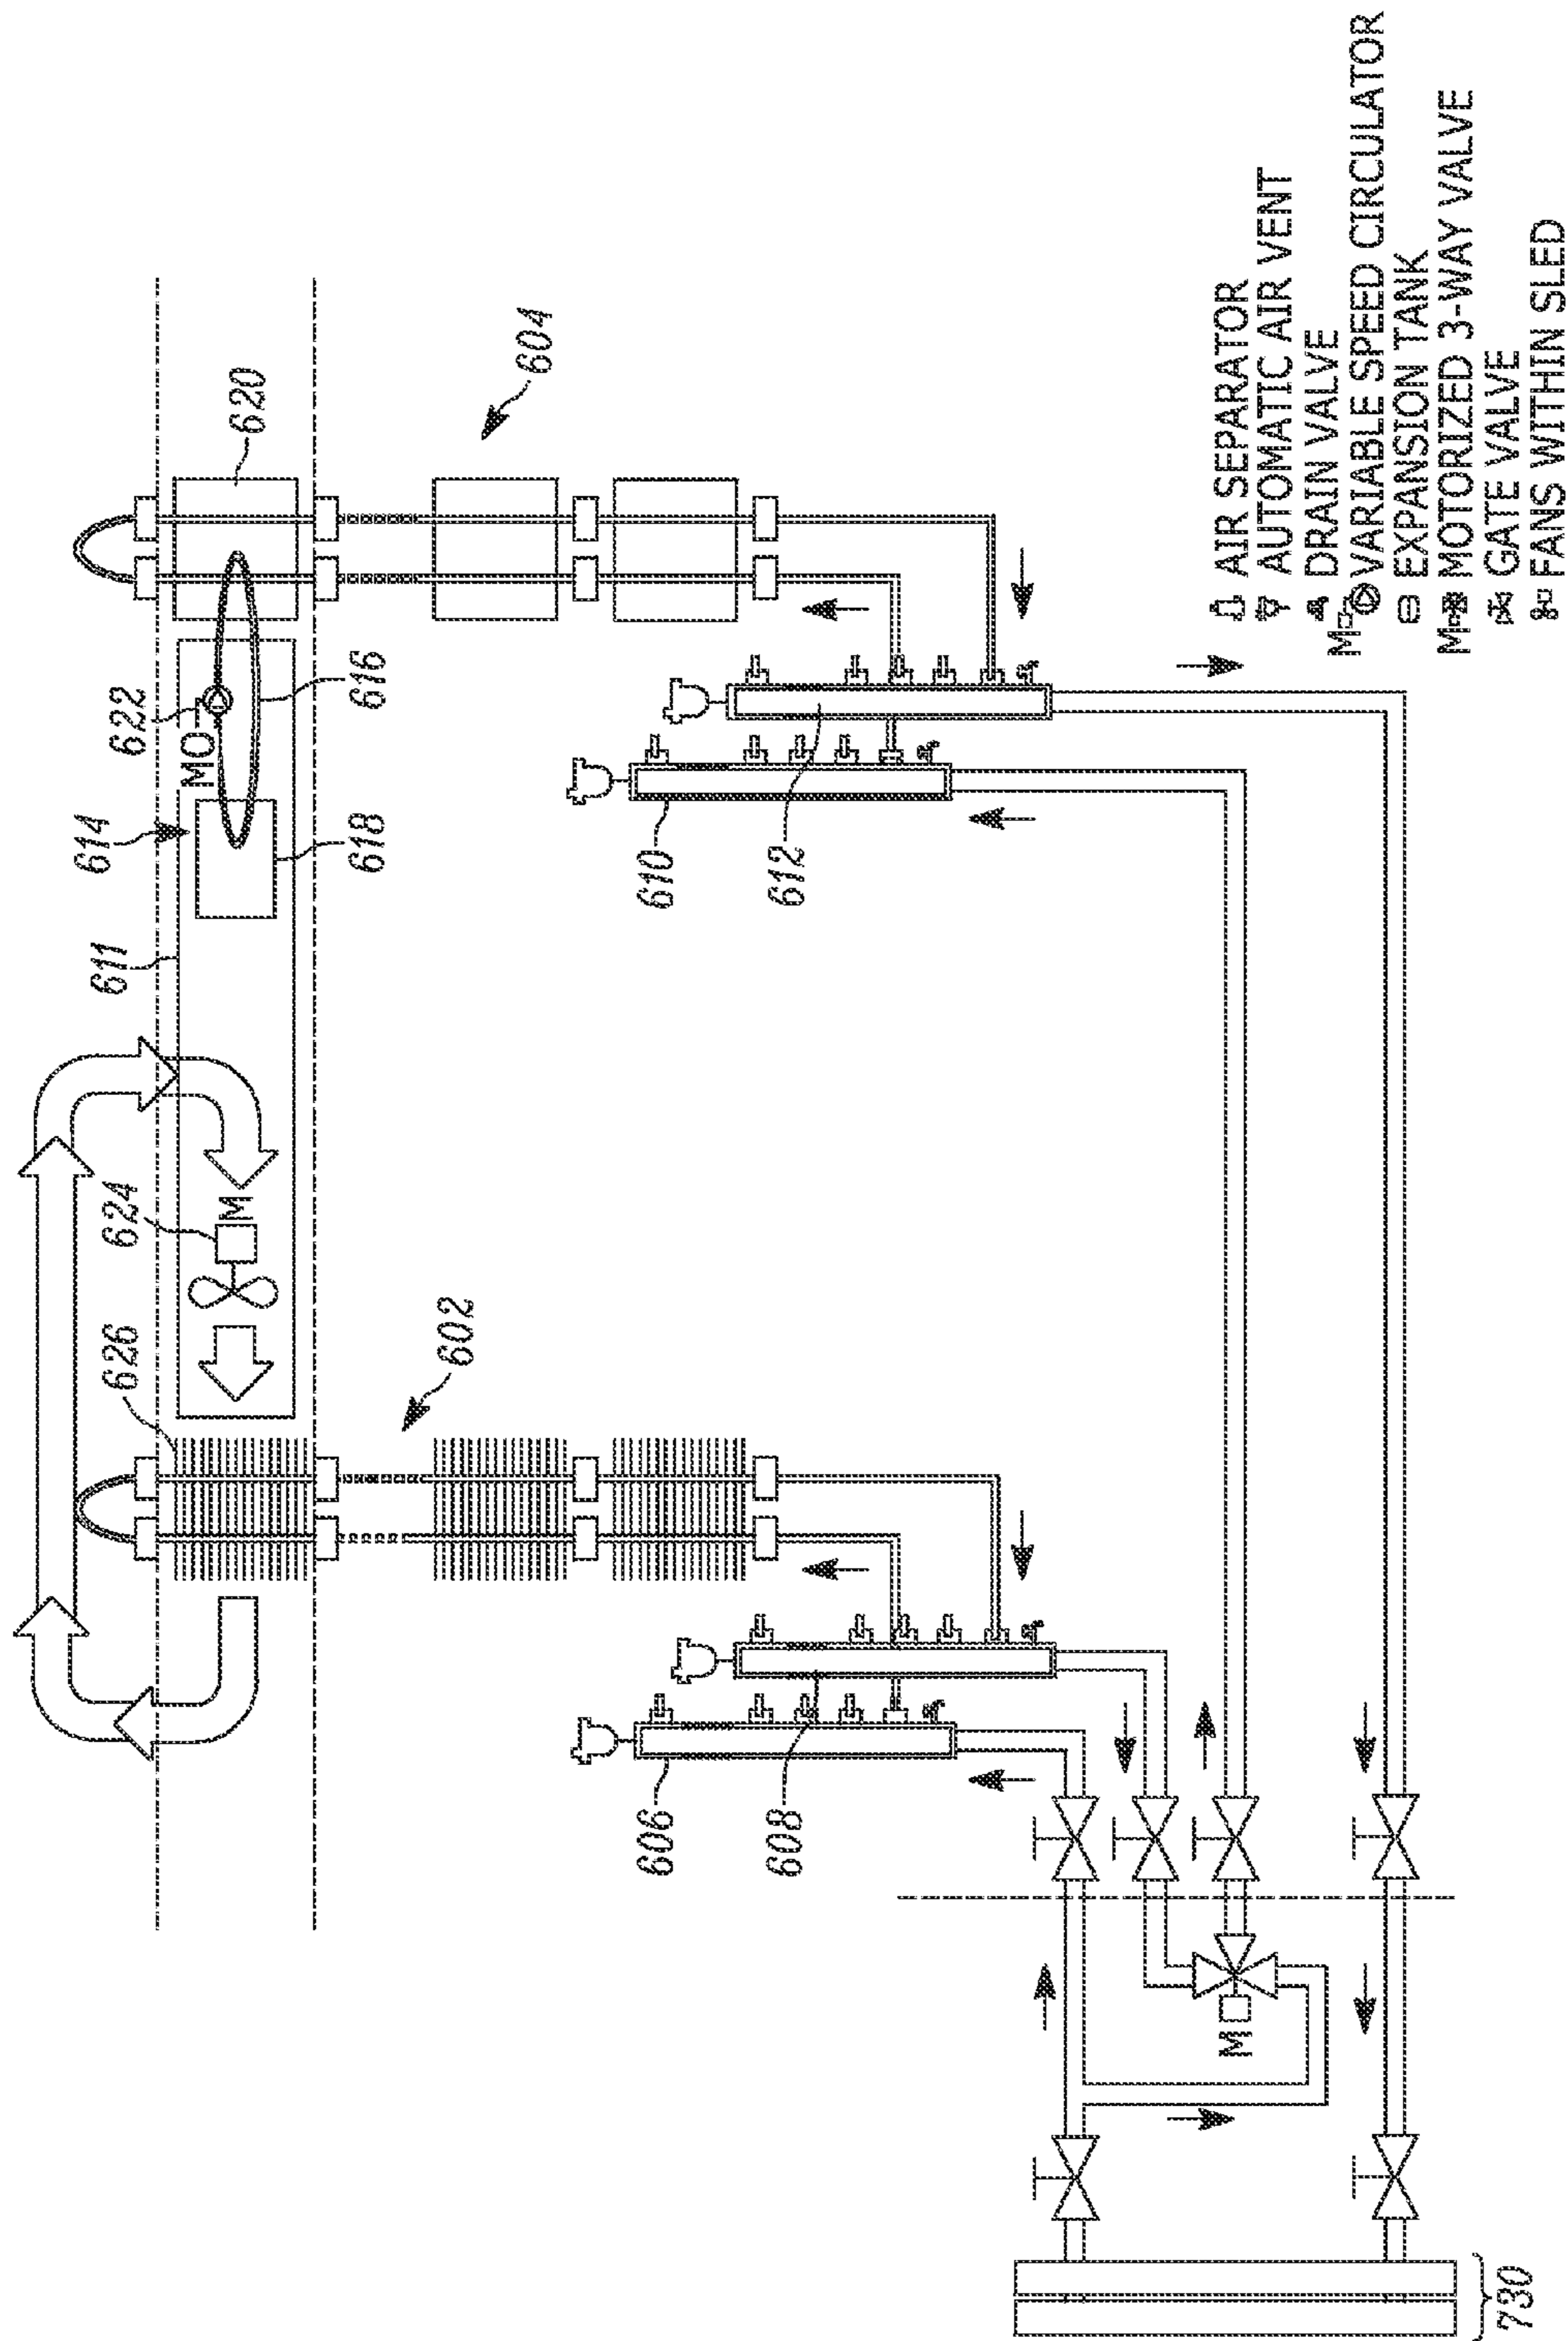 604
620
622
MO
616
614
618
611
624
M
626
602
610
612
606
608
M
730
AIR SEPARATOR
AUTOMATIC AIR VENT
DRAIN VALVE
M VARIABLE SPEED CIRCULATOR
EXPANSION TANK
M MOTORIZED 3-WAY VALVE
GATE VALVE
FANS WITHIN SLED